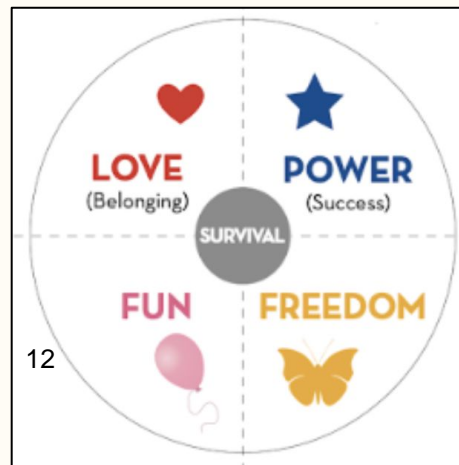 LOVE
(Belonging)
POWER
(Success)
SURVIVAL
FUN
FREEDOM
12